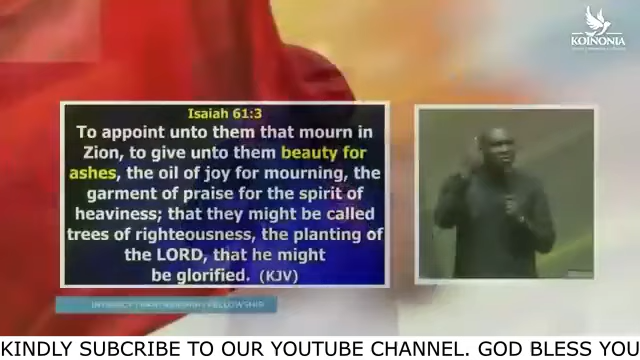 KOINONIA
Isaiah 61:3
To appoint unto them that mourn in
Zion, to give unto them beauty for
ashes, the oil of joy for mourning, the
garment of praise for the spirit of
heaviness; that they might be called
trees of righteousness, the planting of
the LORD, that he might
be glorified. (KJV)
KINDLY SUBCRIBE TO OUR YOUTUBE CHANNEL. GOD BLESS YOU